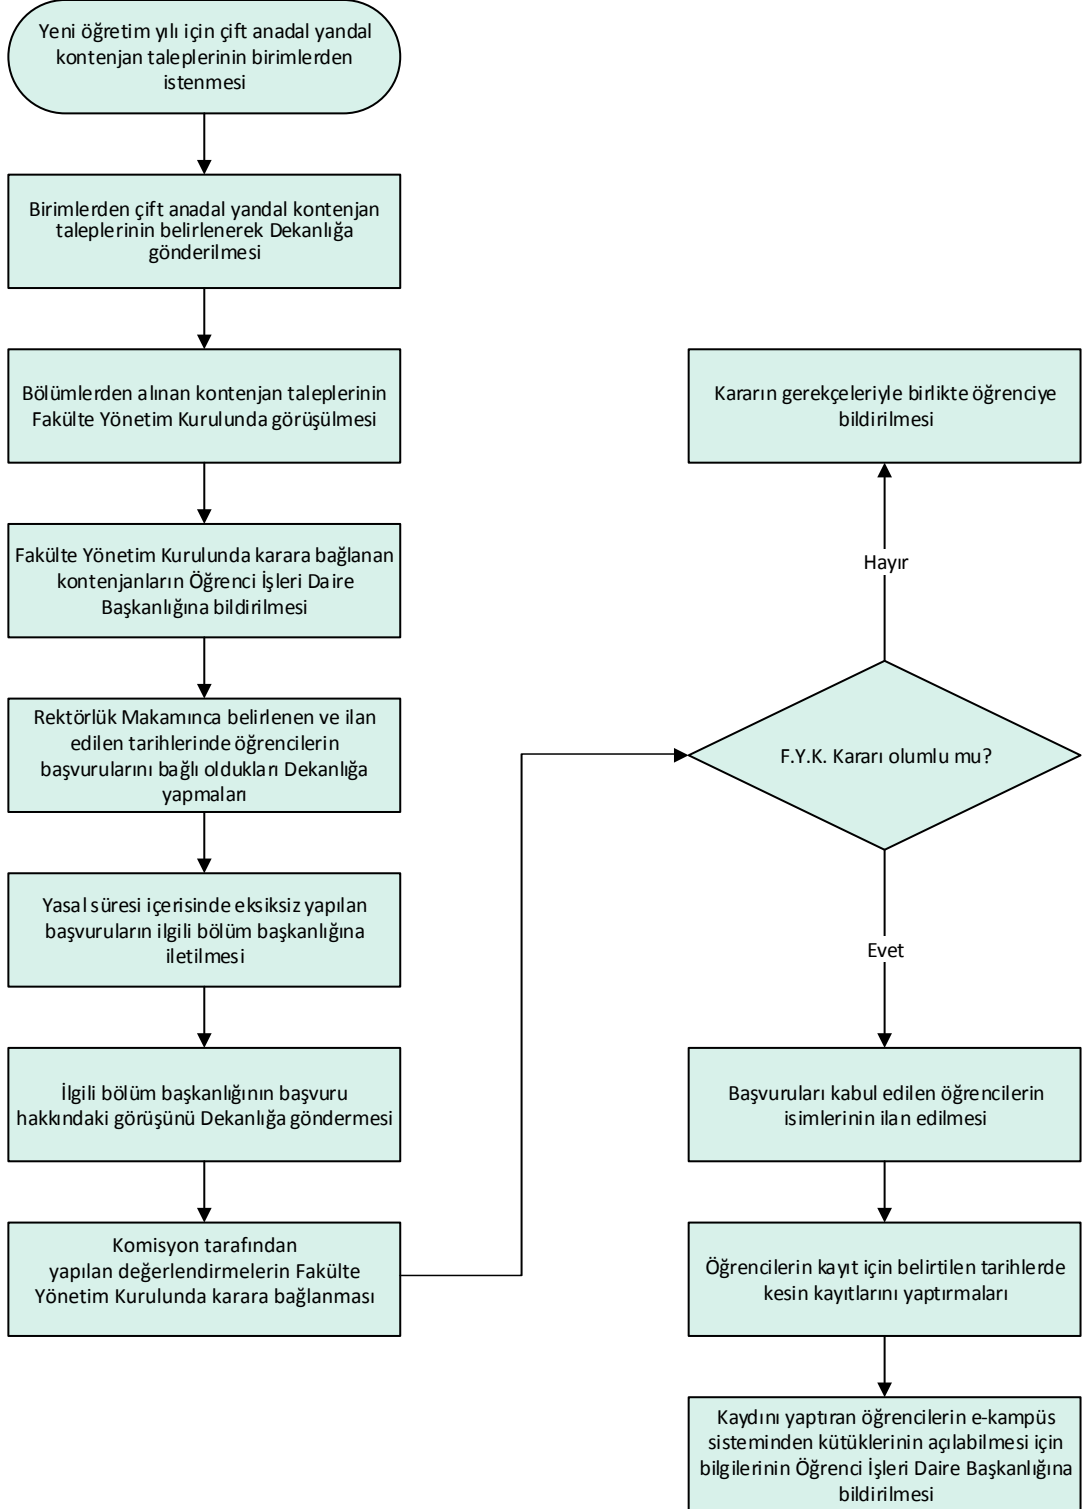 Yeni öğretim yılı için çift anadal yandal
kontenjan taleplerinin birimlerden
istenmesi
Birimlerden çift anadal yandal kontenjan
taleplerinin belirlenerek Dekanlığa
gönderilmesi
Bölümlerden alınan kontenjan taleplerinin
Fakülte Yönetim Kurulunda görüşülmesi
Fakülte Yönetim Kurulunda karara bağlanan
kontenjanların Öğrenci İşleri Daire
Başkanlığına bildirilmesi
Rektörlük Makamınca belirlenen ve ilan
edilen tarihlerinde öğrencilerin
başvurularını bağlı oldukları Dekanlığa
yapmaları
Yasal süresi içerisinde eksiksiz yapılan
başvuruların ilgili bölüm başkanlığına
iletilmesi
İlgili bölüm başkanlığının başvuru
hakkındaki görüşünü Dekanlığa göndermesi
Komisyon tarafından
yapılan değerlendirmelerin Fakülte
Yönetim Kurulunda karara bağlanması
F.Y.K. Kararı olumlu mu?
Hayır
Kararın gerekçeleriyle birlikte öğrenciye
bildirilmesi
Evet
Başvuruları kabul edilen öğrencilerin
isimlerinin ilan edilmesi
Öğrencilerin kayıt için belirtilen tarihlerde
kesin kayıtlarını yaptırmaları
Kaydını yaptıran öğrencilerin e-kampüs
sisteminden kütüklerinin açılabilmesi için
bilgilerinin Öğrenci İşleri Daire Başkanlığına
bildirilmesi